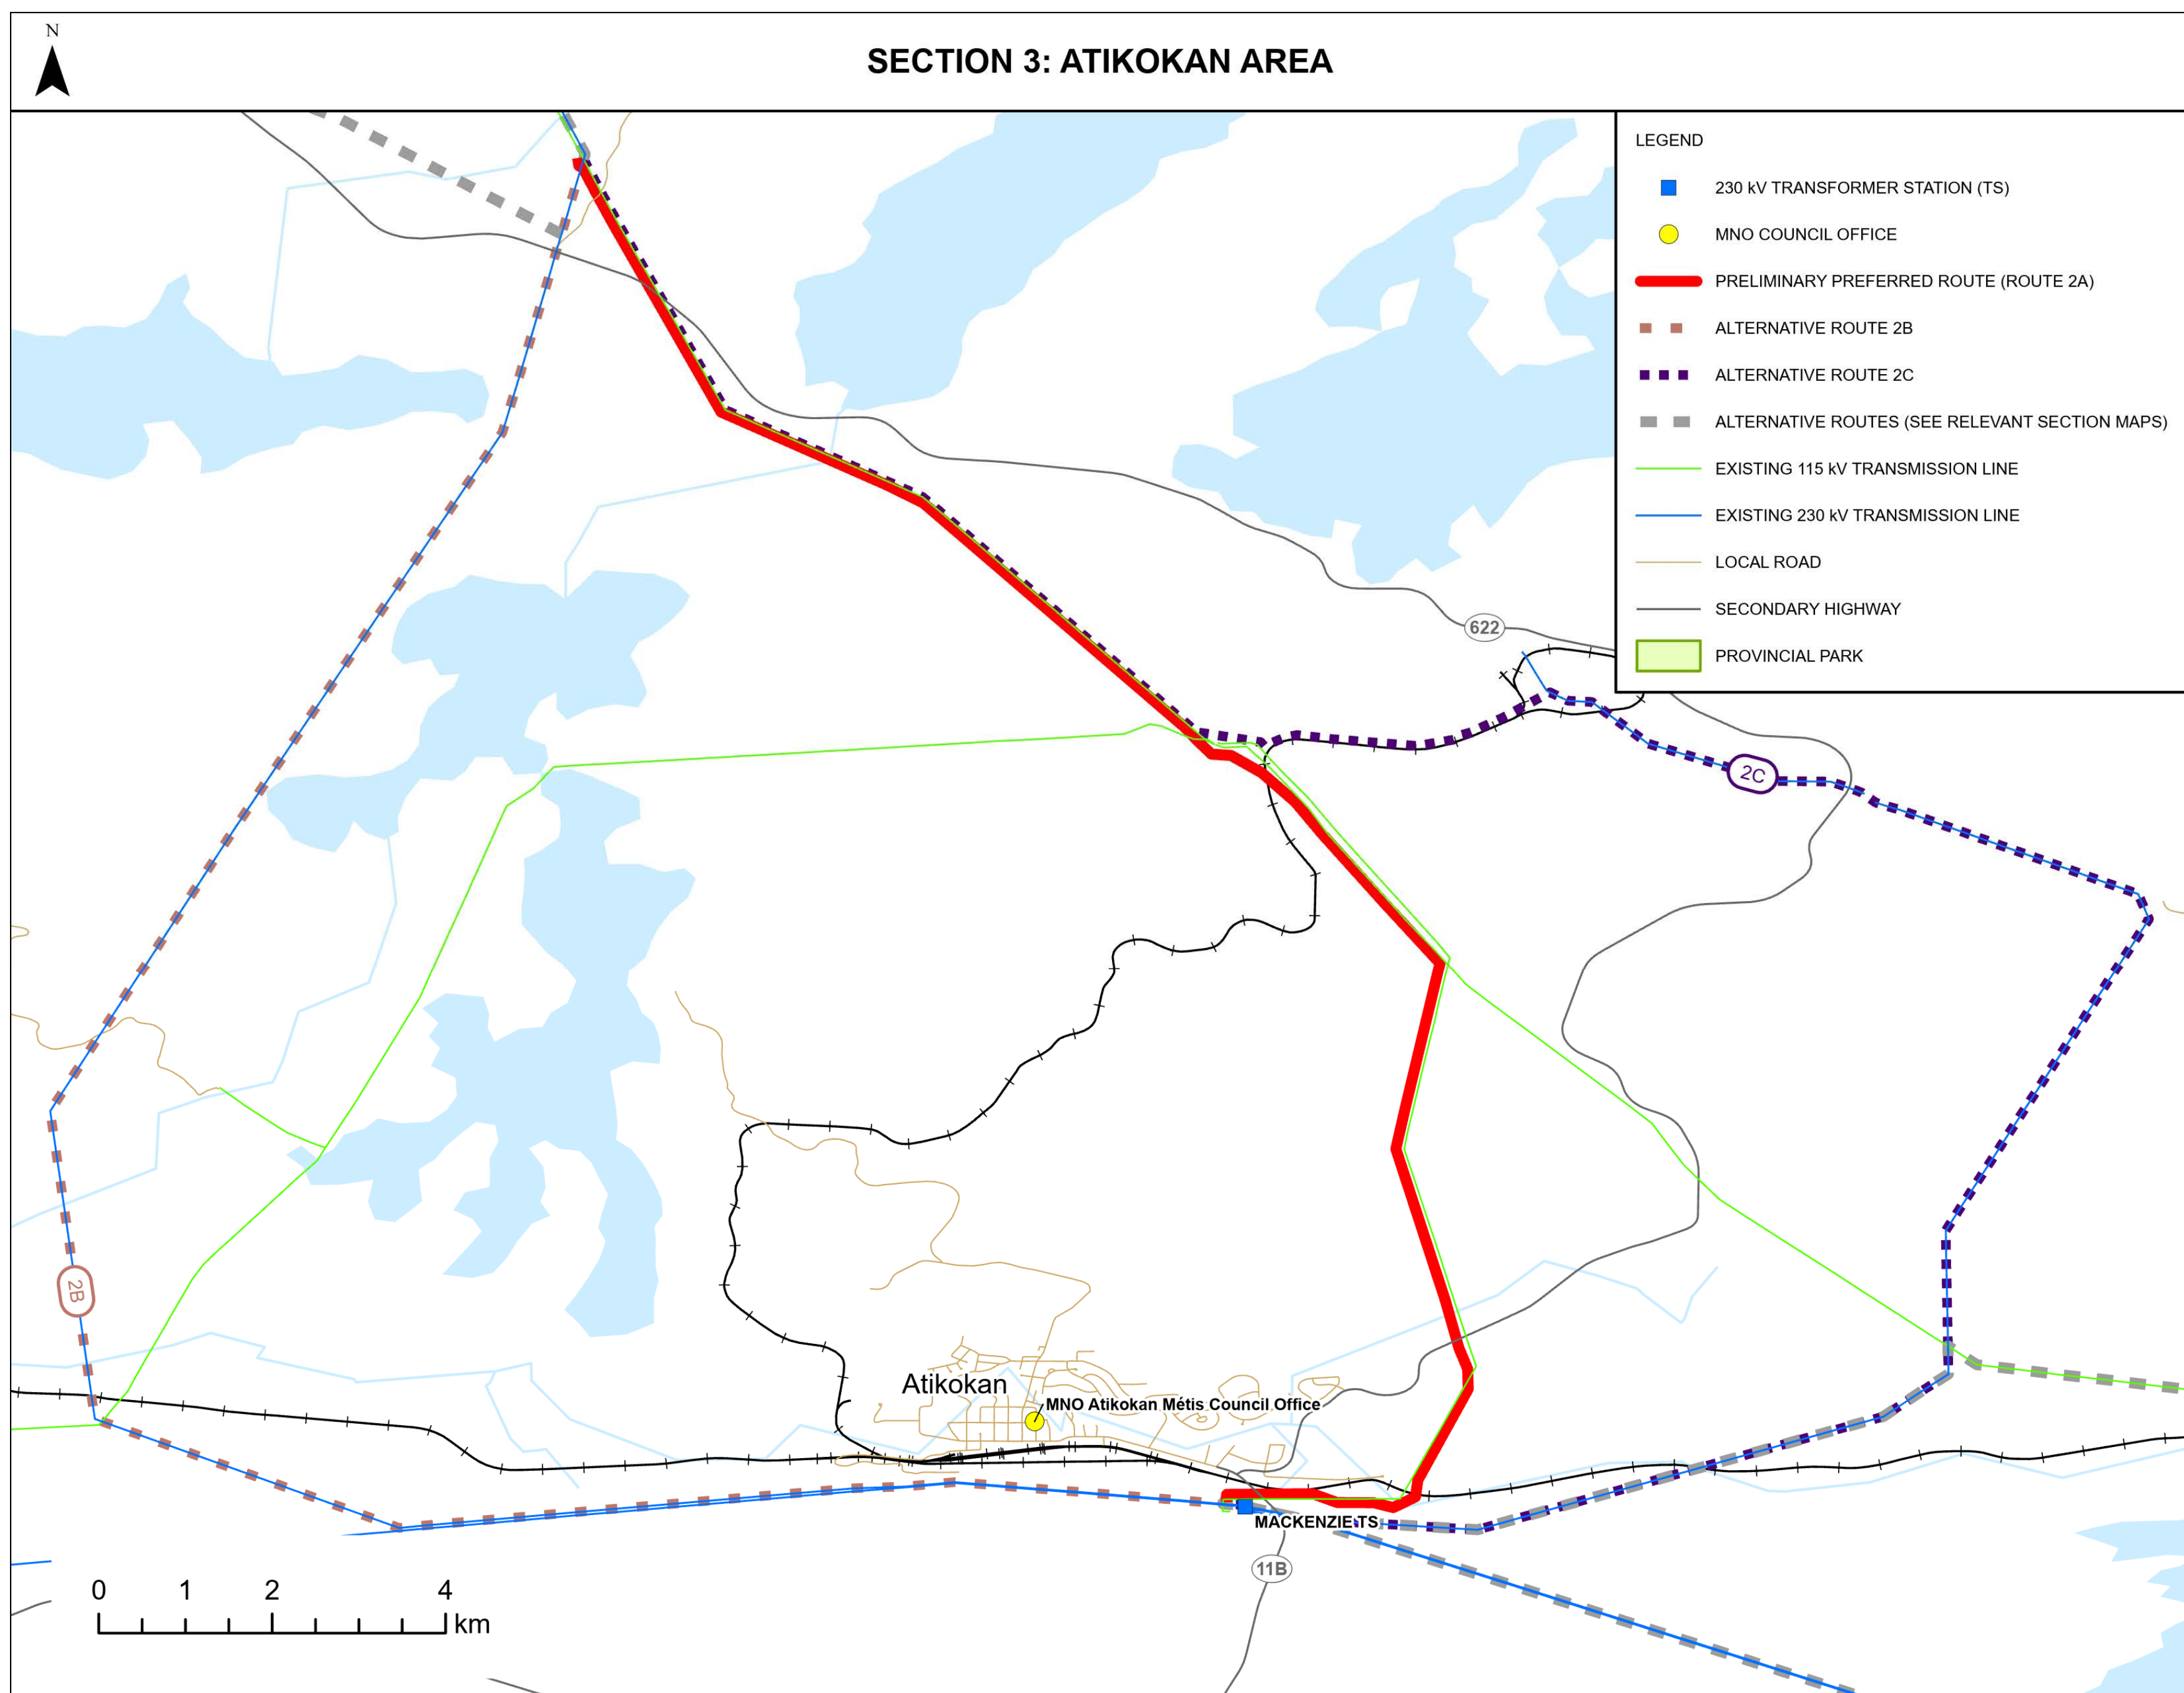 N
SECTION 3: ATIKOKAN AREA
LEGEND
230 kV TRANSFORMER STATION (TS)
MNO COUNCIL OFFICE
PRELIMINARY PREFERRED ROUTE (ROUTE 2A)
ALTERNATIVE ROUTE 2B
ALTERNATIVE ROUTE 2C
ALTERNATIVE ROUTES (SEE RELEVANT SECTION MAPS)
EXISTING 115 kV TRANSMISSION LINE
EXISTING 230 kV TRANSMISSION LINE
LOCAL ROAD
SECONDARY HIGHWAY
PROVINCIAL PARK
622
2C
2B
Atikokan
MNO Atikokan Métis Council Office
MACKENZIE TS
11B
0 1 2 4
km